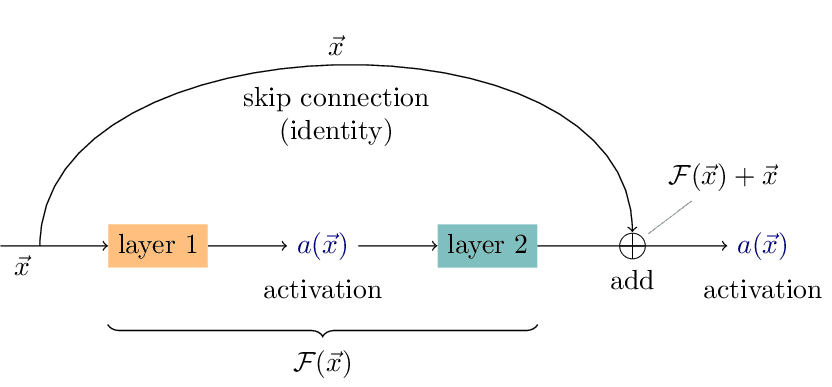 $\vec{x}$
skip connection
(identity)
$\mathcal{F}(\vec{x}) + \vec{x}$
layer 1
$a(\vec{x})$
layer 2
$a(\vec{x})$
$\vec{x}$
add
activation
activation
$\mathcal{F}(\vec{x})$